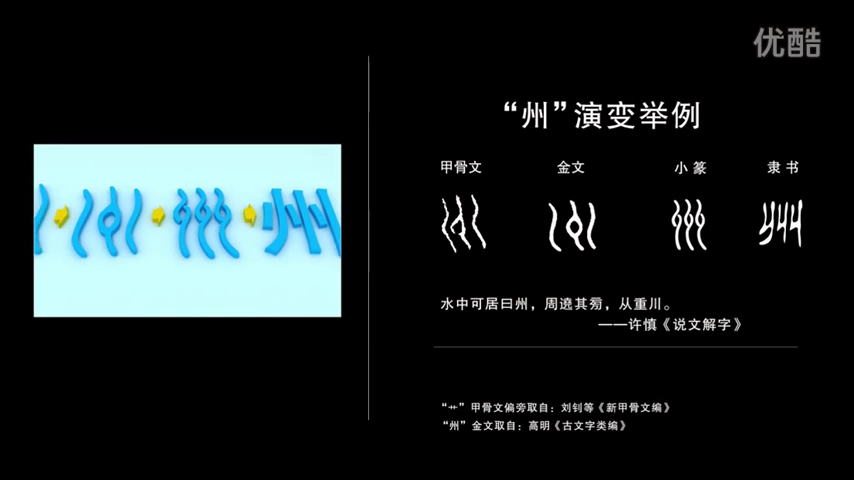 优酷
“州”演变举例
甲骨文 金文 小篆 隶书
水中可居曰州，周遶其旁，从重川。
——许慎《说文解字》
“艹”甲骨文偏旁取自：刘钊等《新甲骨文编》
“州”金文取自：高明《古文字类编》